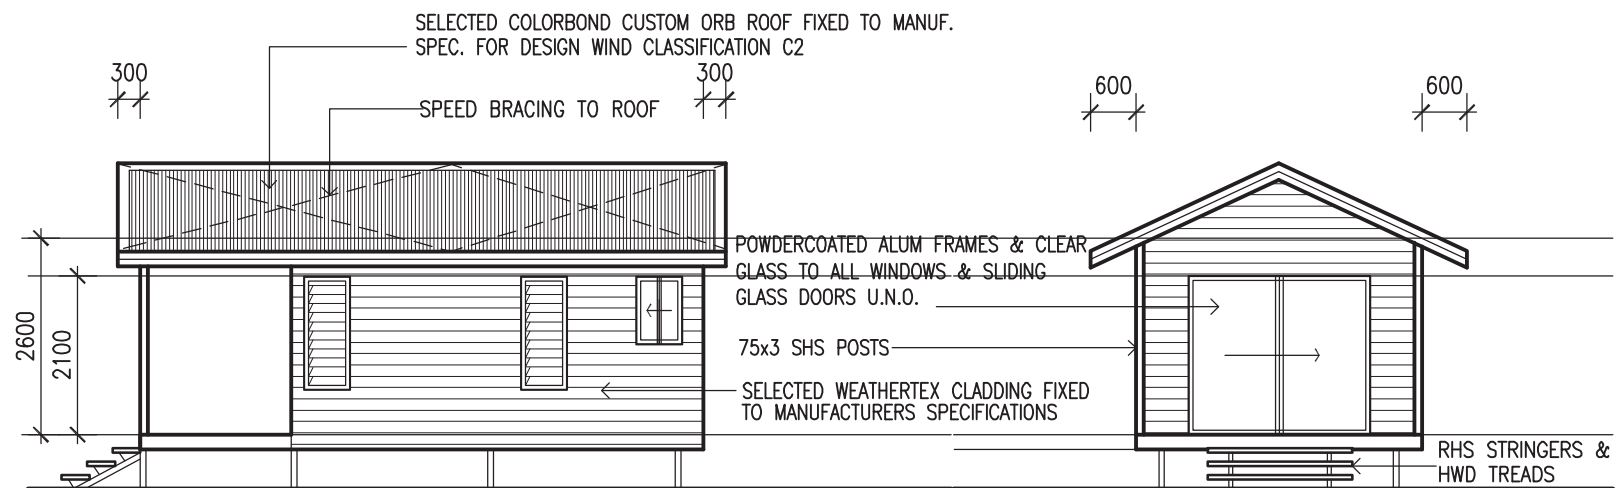 SELECTED COLORBOND CUSTOM ORB ROOF FIXED TO MANUF.
SPEC. FOR DESIGN WIND CLASSIFICATION C2
300
300
600
600
SPEED BRACING TO ROOF
POWDERCOATED ALUM FRAMES & CLEAR
GLASS TO ALL WINDOWS & SLIDING
GLASS DOORS U.N.O.
2600
2100
75x3 SHS POSTS
SELECTED WEATHERTEX CLADDING FIXED
TO MANUFACTURERS SPECIFICATIONS
RHS STRINGERS &
HWD TREADS